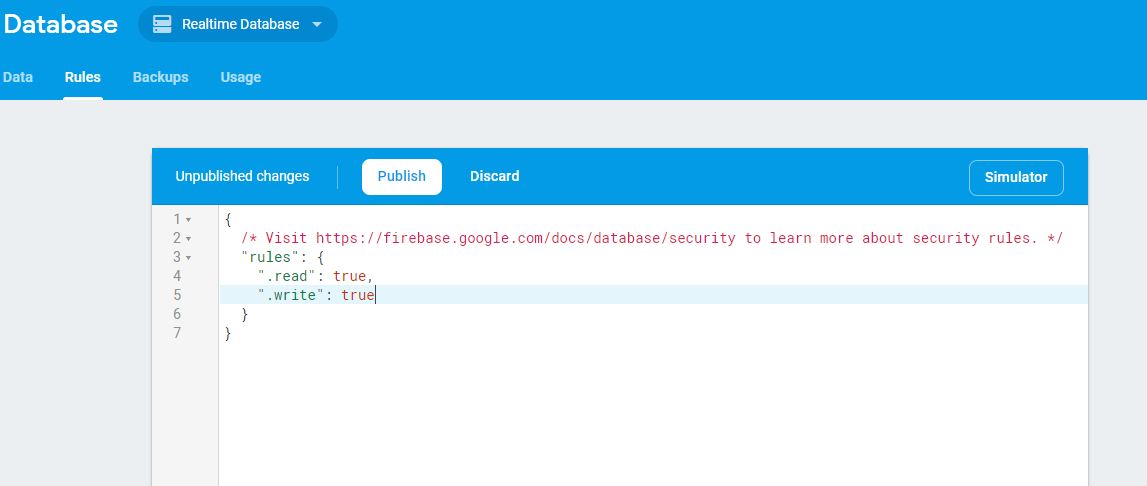 Database Realtime Database
Data Rules Backups Usage
Unpublished changes Publish Discard Simulator
1 {
2 /* Visit https://firebase.google.com/docs/database/security to learn more about security rules. */
3 "rules": {
4 ".read": true,
5 ".write": true
6 }
7 }